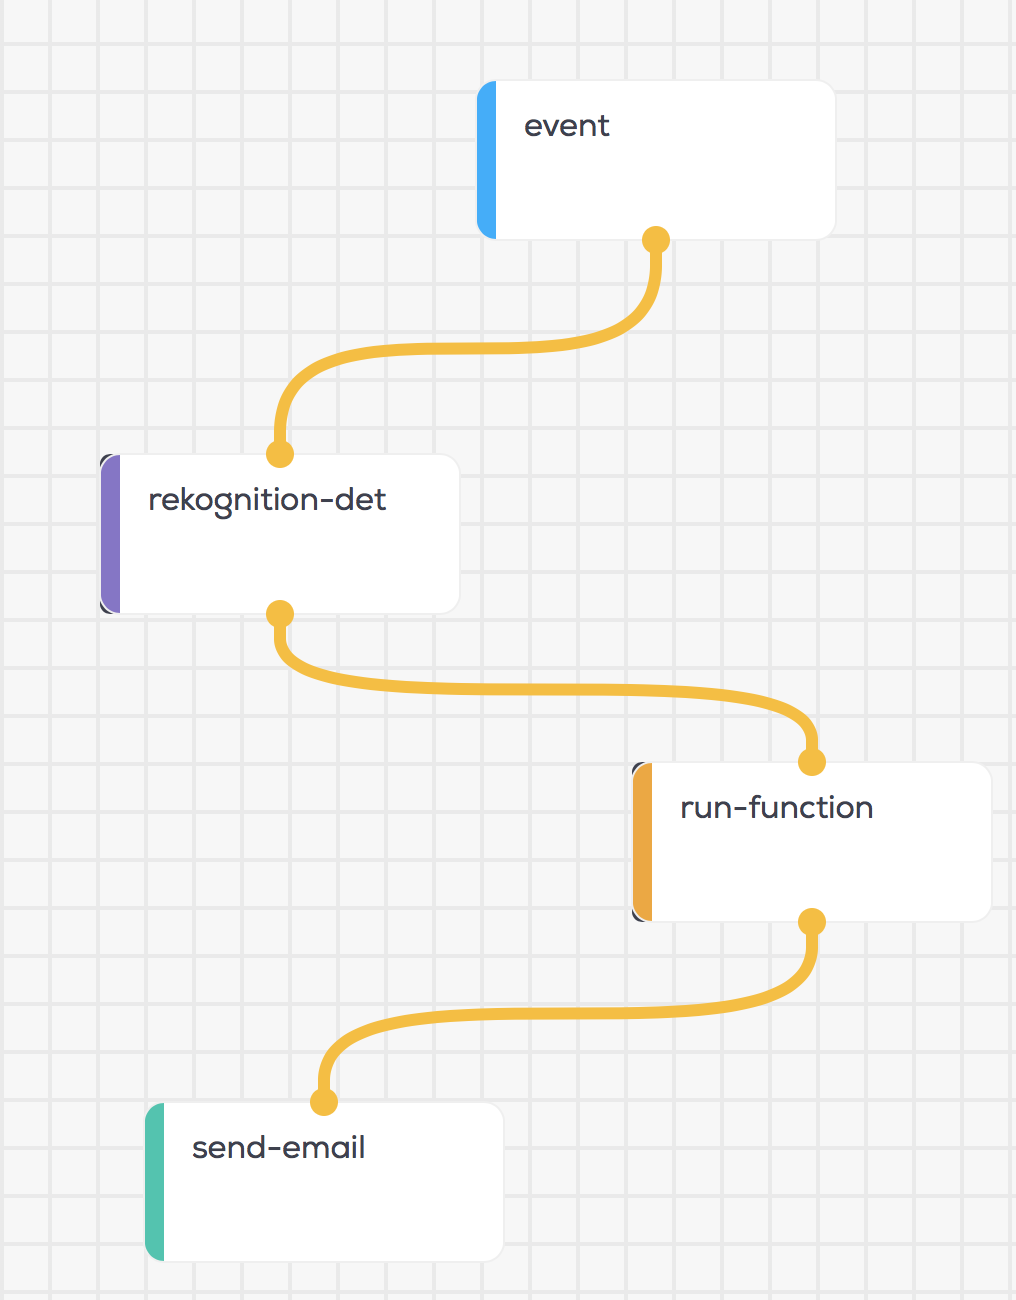 event
rekognition-det
run-function
send-email